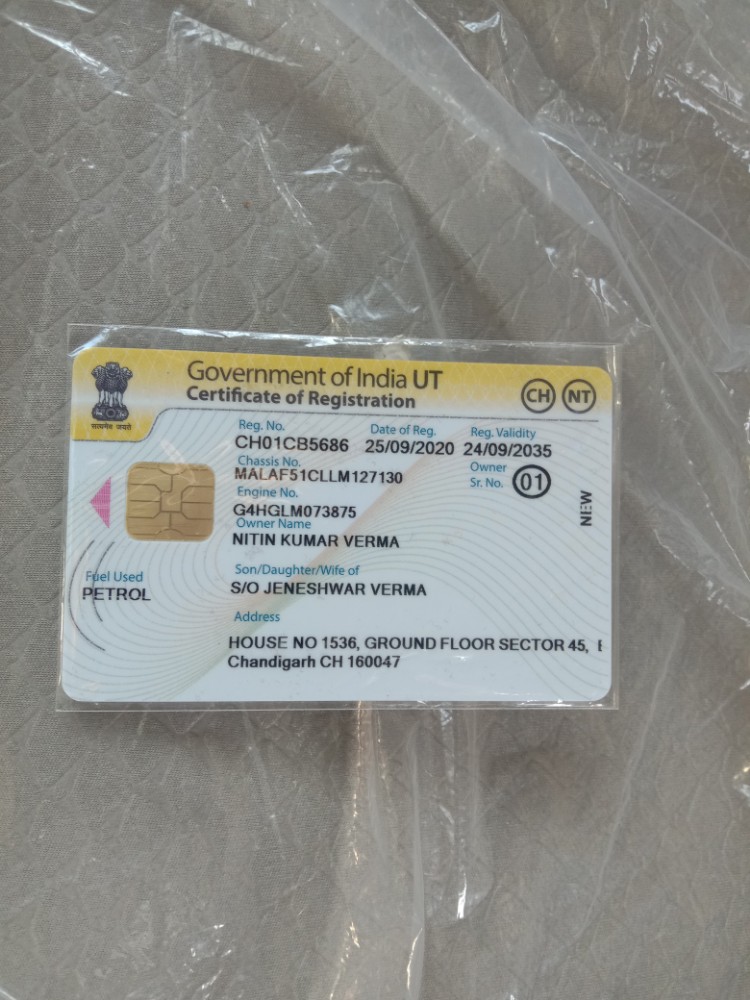 Government of India UT
Certificate of Registration
CH NT
सत्यमेव जयते
Reg. No. Date of Reg. Reg. Validity
CH01CB5686 25/09/2020 24/09/2035
Chassis No. Owner
MALAF51CLLM127130 Sr. No. 01
Engine No.
G4HGLM073875
NEW
Owner Name
NITIN KUMAR VERMA
Son/Daughter/Wife of
Fuel Used
S/O JENESHWAR VERMA
PETROL
Address
HOUSE NO 1536, GROUND FLOOR SECTOR 45,
Chandigarh CH 160047